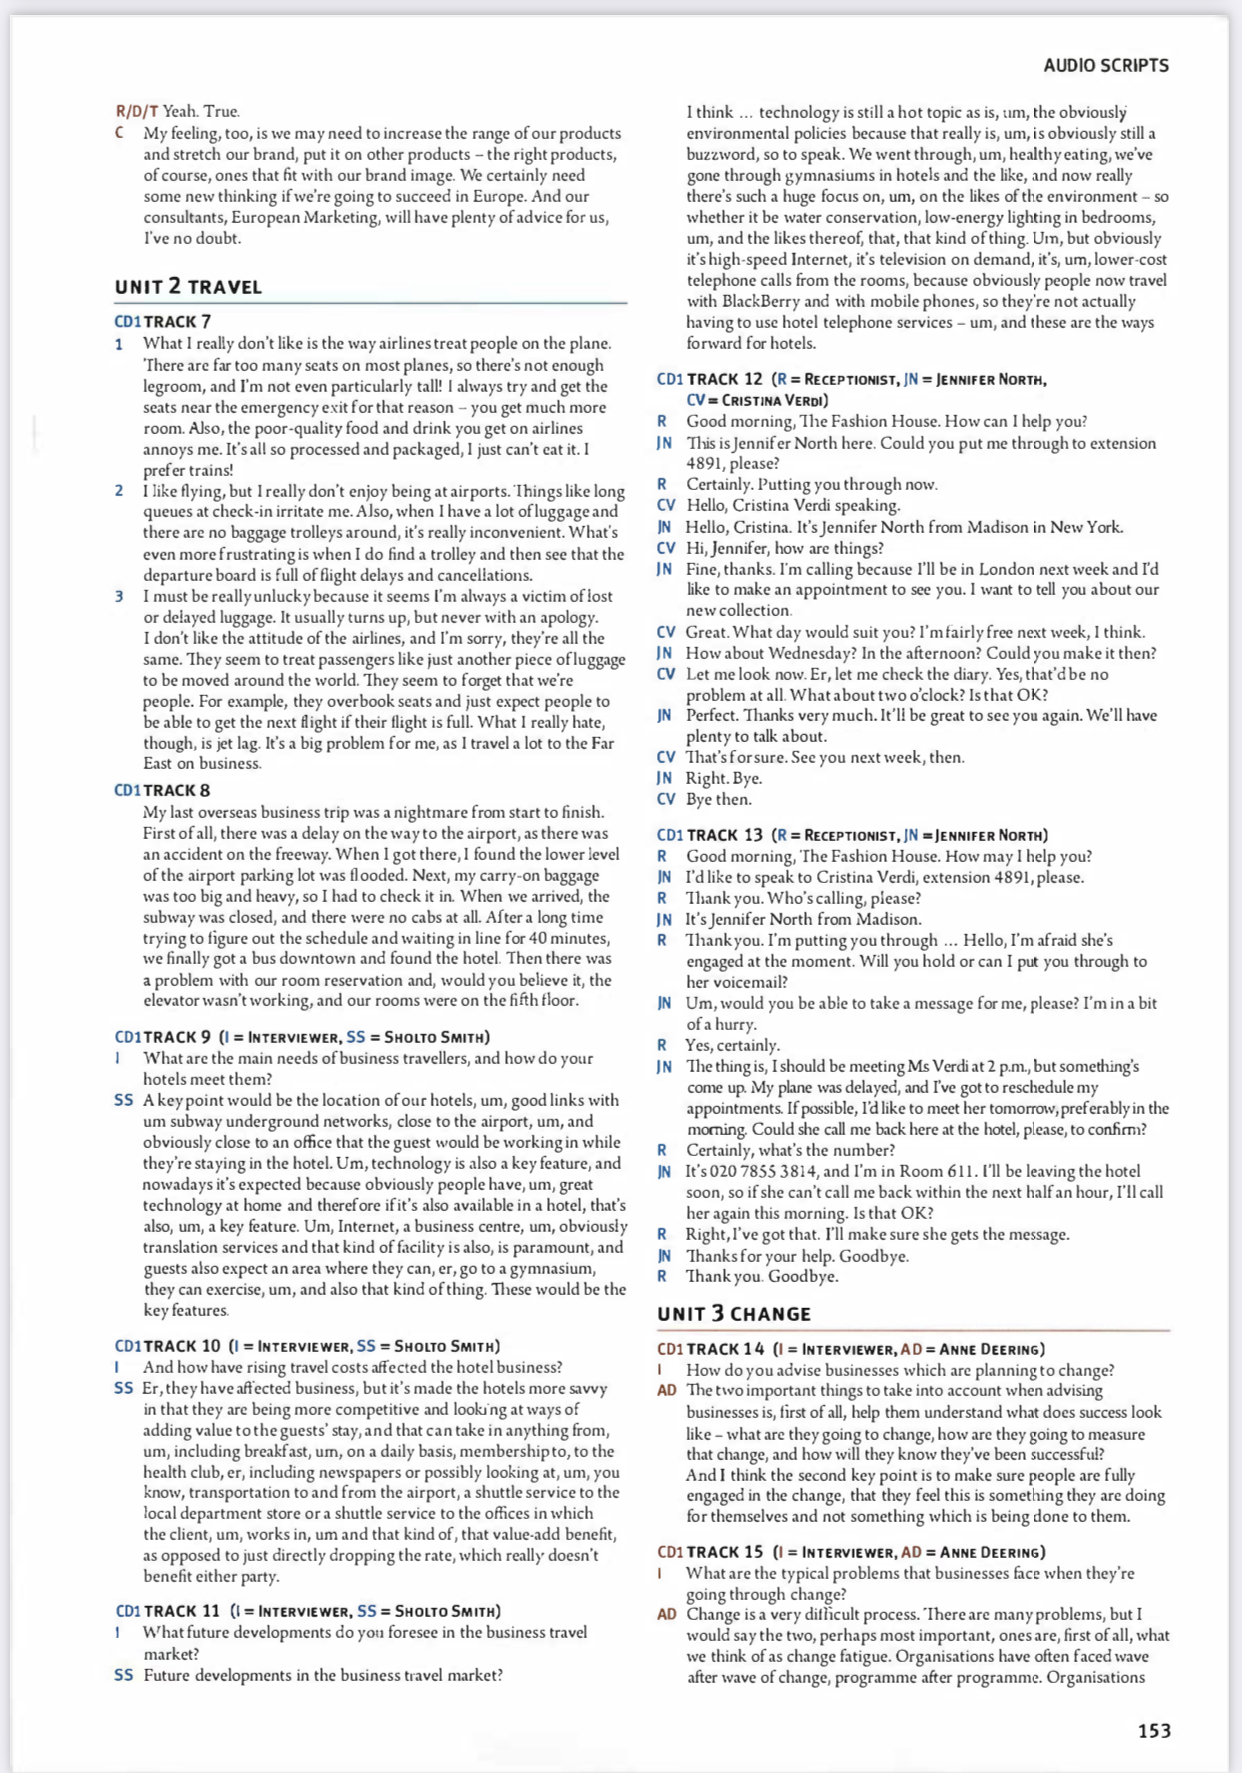 AUDIO SCRIPTS
R/D/T Yeah. True.
C My feeling, too, is we may need to increase the range of our products
and stretch our brand, put it on other products – the right products,
of course, ones that fit with our brand image. We certainly need
some new thinking if we're going to succeed in Europe. And our
consultants, European Marketing, will have plenty of advice for us,
I've no doubt.
UNIT 2 TRAVEL
CD1 TRACK 7
1 What I really don't like is the way airlines treat people on the plane.
There are far too many seats on most planes, so there's not enough
legroom, and I'm not even particularly tall! I always try and get the
seats near the emergency exit for that reason – you get much more
room. Also, the poor-quality food and drink you get on airlines
annoys me. It's all so processed and packaged, I just can't eat it. I
prefer trains!
2 I like flying, but I really don't enjoy being at airports. Things like long
queues at check-in irritate me. Also, when I have a lot of luggage and
there are no baggage trolleys around, it's really inconvenient. What's
even more frustrating is when I do find a trolley and then see that the
departure board is full of flight delays and cancellations.
3 I must be really unlucky because it seems I'm always a victim of lost
or delayed luggage. It usually turns up, but never with an apology.
I don't like the attitude of the airlines, and I'm sorry, they're all the
same. They seem to treat passengers like just another piece of luggage
to be moved around the world. They seem to forget that we're
people. For example, they overbook seats and just expect people to
be able to get the next flight if their flight is full. What I really hate,
though, is jet lag. It's a big problem for me, as I travel a lot to the Far
East on business.
CD1 TRACK 8
My last overseas business trip was a nightmare from start to finish.
First of all, there was a delay on the way to the airport, as there was
an accident on the freeway. When I got there, I found the lower level
of the airport parking lot was flooded. Next, my carry-on baggage
was too big and heavy, so I had to check it in. When we arrived, the
subway was closed, and there were no cabs at all. After a long time
trying to figure out the schedule and waiting in line for 40 minutes,
we finally got a bus downtown and found the hotel. Then there was
a problem with our room reservation and, would you believe it, the
elevator wasn't working, and our rooms were on the fifth floor.
CD1 TRACK 9 (I = INTERVIEWER, SS = SHOLTO SMITH)
I What are the main needs of business travellers, and how do your
hotels meet them?
SS A key point would be the location of our hotels, um, good links with
um subway underground networks, close to the airport, um, and
obviously close to an office that the guest would be working in while
they're staying in the hotel. Um, technology is also a key feature, and
nowadays it's expected because obviously people have, um, great
technology at home and therefore if it's also available in a hotel, that's
also, um, a key feature. Um, Internet, a business centre, um, obviously
translation services and that kind of facility is also, is paramount, and
guests also expect an area where they can, er, go to a gymnasium,
they can exercise, um, and also that kind of thing. These would be the
key features.
CD1 TRACK 10 (I = INTERVIEWER, SS = SHOLTO SMITH)
I And how have rising travel costs affected the hotel business?
SS Er, they have affected business, but it's made the hotels more savvy
in that they are being more competitive and looking at ways of
adding value to the guests' stay, and that can take in anything from,
um, including breakfast, um, on a daily basis, membership to, to the
health club, er, including newspapers or possibly looking at, um, you
know, transportation to and from the airport, a shuttle service to the
local department store or a shuttle service to the offices in which
the client, um, works in, um and that kind of, that value-add benefit,
as opposed to just directly dropping the rate, which really doesn't
benefit either party.
CD1 TRACK 11 (I = INTERVIEWER, SS = SHOLTO SMITH)
I What future developments do you foresee in the business travel
market?
SS Future developments in the business travel market?
I think ... technology is still a hot topic as is, um, the obviously
environmental policies because that really is, um, is obviously still a
buzzword, so to speak. We went through, um, healthy eating, we've
gone through gymnasiums in hotels and the like, and now really
there's such a huge focus on, um, on the likes of the environment – so
whether it be water conservation, low-energy lighting in bedrooms,
um, and the likes thereof, that, that kind of thing. Um, but obviously
it's high-speed Internet, it's television on demand, it's, um, lower-cost
telephone calls from the rooms, because obviously people now travel
with BlackBerry and with mobile phones, so they're not actually
having to use hotel telephone services – um, and these are the ways
forward for hotels.
CD1 TRACK 12 (R = RECEPTIONIST, JN = JENNIFER NORTH,
CV = CRISTINA VERDI)
R Good morning, The Fashion House. How can I help you?
JN This is Jennifer North here. Could you put me through to extension
4891, please?
R Certainly. Putting you through now.
CV Hello, Cristina Verdi speaking.
JN Hello, Cristina. It's Jennifer North from Madison in New York.
CV Hi, Jennifer, how are things?
JN Fine, thanks. I'm calling because I'll be in London next week and I'd
like to make an appointment to see you. I want to tell you about our
new collection.
CV Great. What day would suit you? I'm fairly free next week, I think.
JN How about Wednesday? In the afternoon? Could you make it then?
CV Let me look now. Er, let me check the diary. Yes, that'd be no
problem at all. What about two o'clock? Is that OK?
JN Perfect. Thanks very much. It'll be great to see you again. We'll have
plenty to talk about.
CV That's for sure. See you next week, then.
JN Right. Bye.
CV Bye then.
CD1 TRACK 13 (R = RECEPTIONIST, JN = JENNIFER NORTH)
R Good morning, The Fashion House. How may I help you?
JN I'd like to speak to Cristina Verdi, extension 4891, please.
R Thank you. Who's calling, please?
JN It's Jennifer North from Madison.
R Thank you. I'm putting you through ... Hello, I'm afraid she's
engaged at the moment. Will you hold or can I put you through to
her voicemail?
JN Um, would you be able to take a message for me, please? I'm in a bit
of a hurry.
R Yes, certainly.
JN The thing is, I should be meeting Ms Verdi at 2 p.m., but something's
come up. My plane was delayed, and I've got to reschedule my
appointments. If possible, I'd like to meet her tomorrow, preferably in the
morning. Could she call me back here at the hotel, please, to confirm?
R Certainly, what's the number?
JN It's 020 7855 3814, and I'm in Room 611. I'll be leaving the hotel
soon, so if she can't call me back within the next half an hour, I'll call
her again this morning. Is that OK?
R Right, I've got that. I'll make sure she gets the message.
JN Thanks for your help. Goodbye.
R Thank you. Goodbye.
UNIT 3 CHANGE
CD1 TRACK 14 (I = INTERVIEWER, AD = ANNE DEERING)
I How do you advise businesses which are planning to change?
AD The two important things to take into account when advising
businesses is, first of all, help them understand what does success look
like – what are they going to change, how are they going to measure
that change, and how will they know they've been successful?
And I think the second key point is to make sure people are fully
engaged in the change, that they feel this is something they are doing
for themselves and not something which is being done to them.
CD1 TRACK 15 (I = INTERVIEWER, AD = ANNE DEERING)
I What are the typical problems that businesses face when they're
going through change?
AD Change is a very difficult process. There are many problems, but I
would say the two, perhaps most important, ones are, first of all, what
we think of as change fatigue. Organisations have often faced wave
after wave of change, programme after programme. Organisations
153